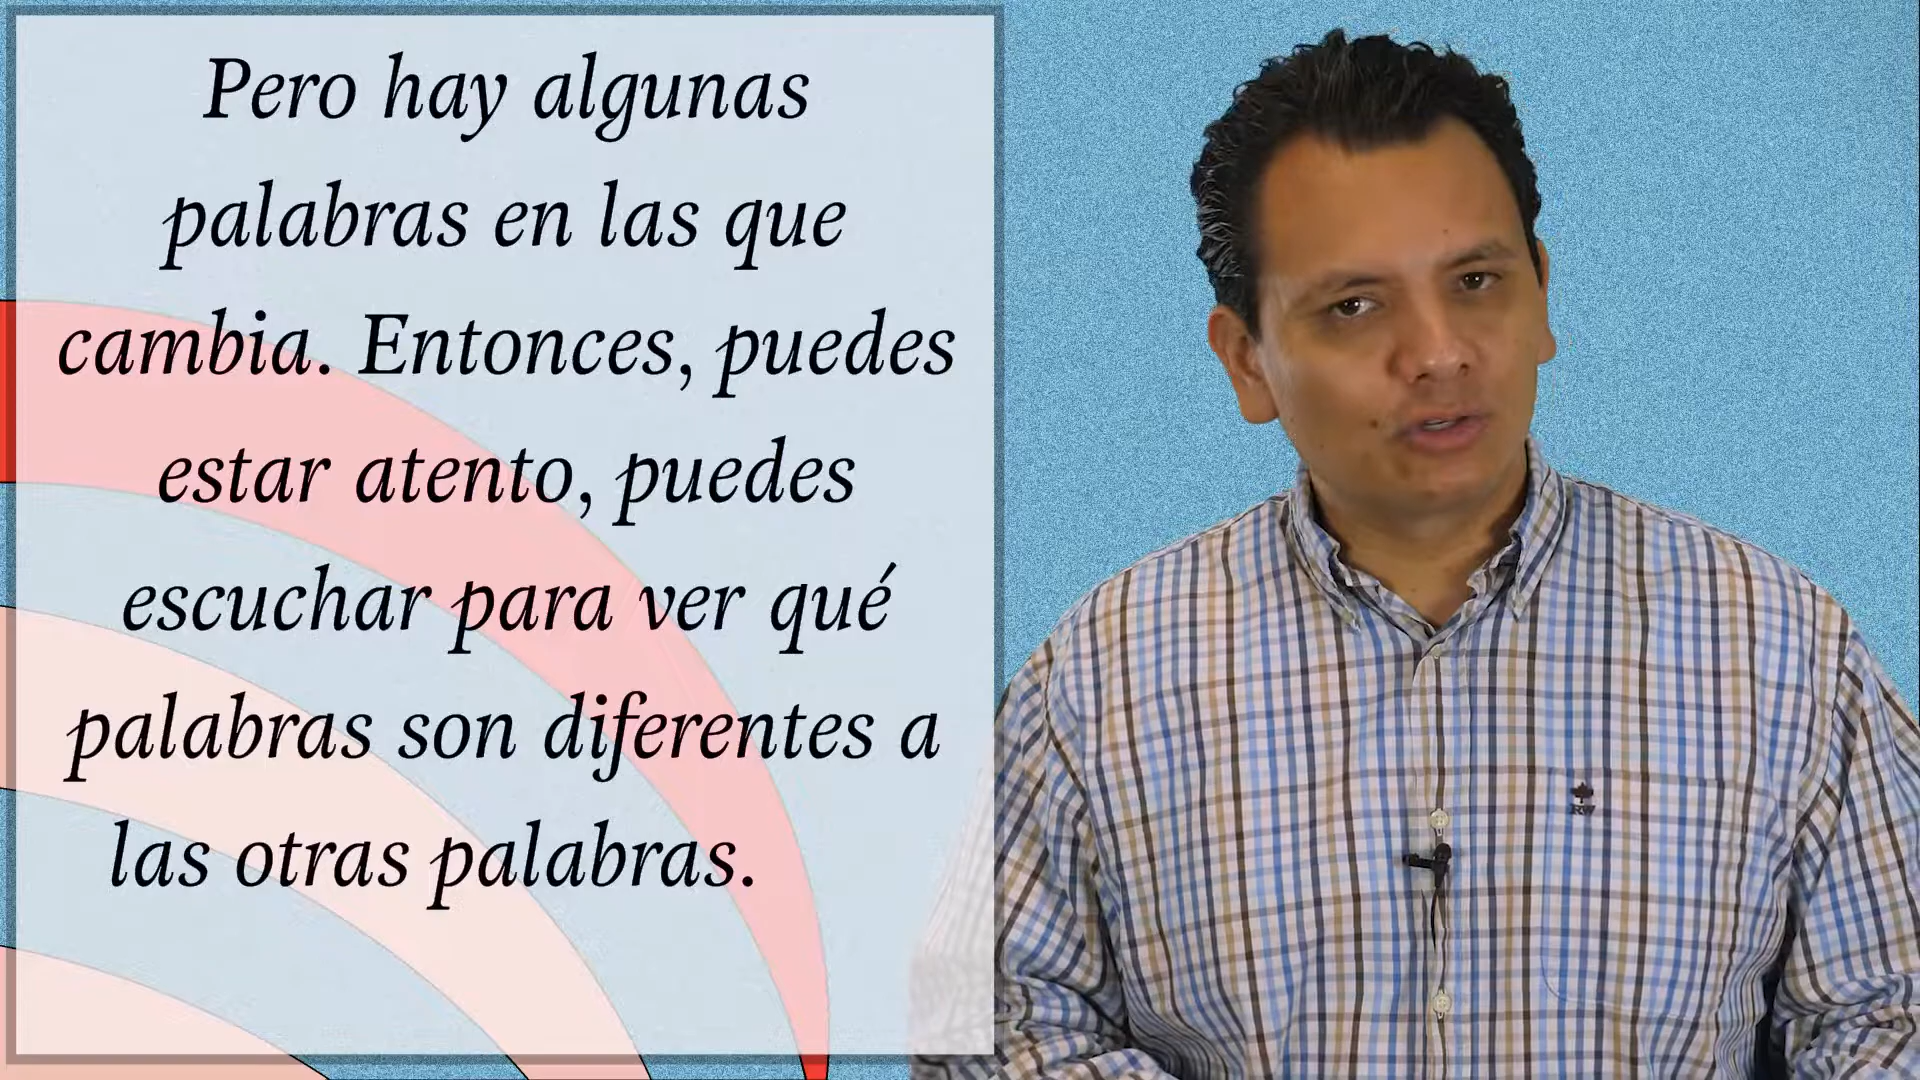 Pero hay algunas
palabras en las que
cambia. Entonces, puedes
estar atento, puedes
escuchar para ver qué
palabras son diferentes a
las otras palabras.
RW